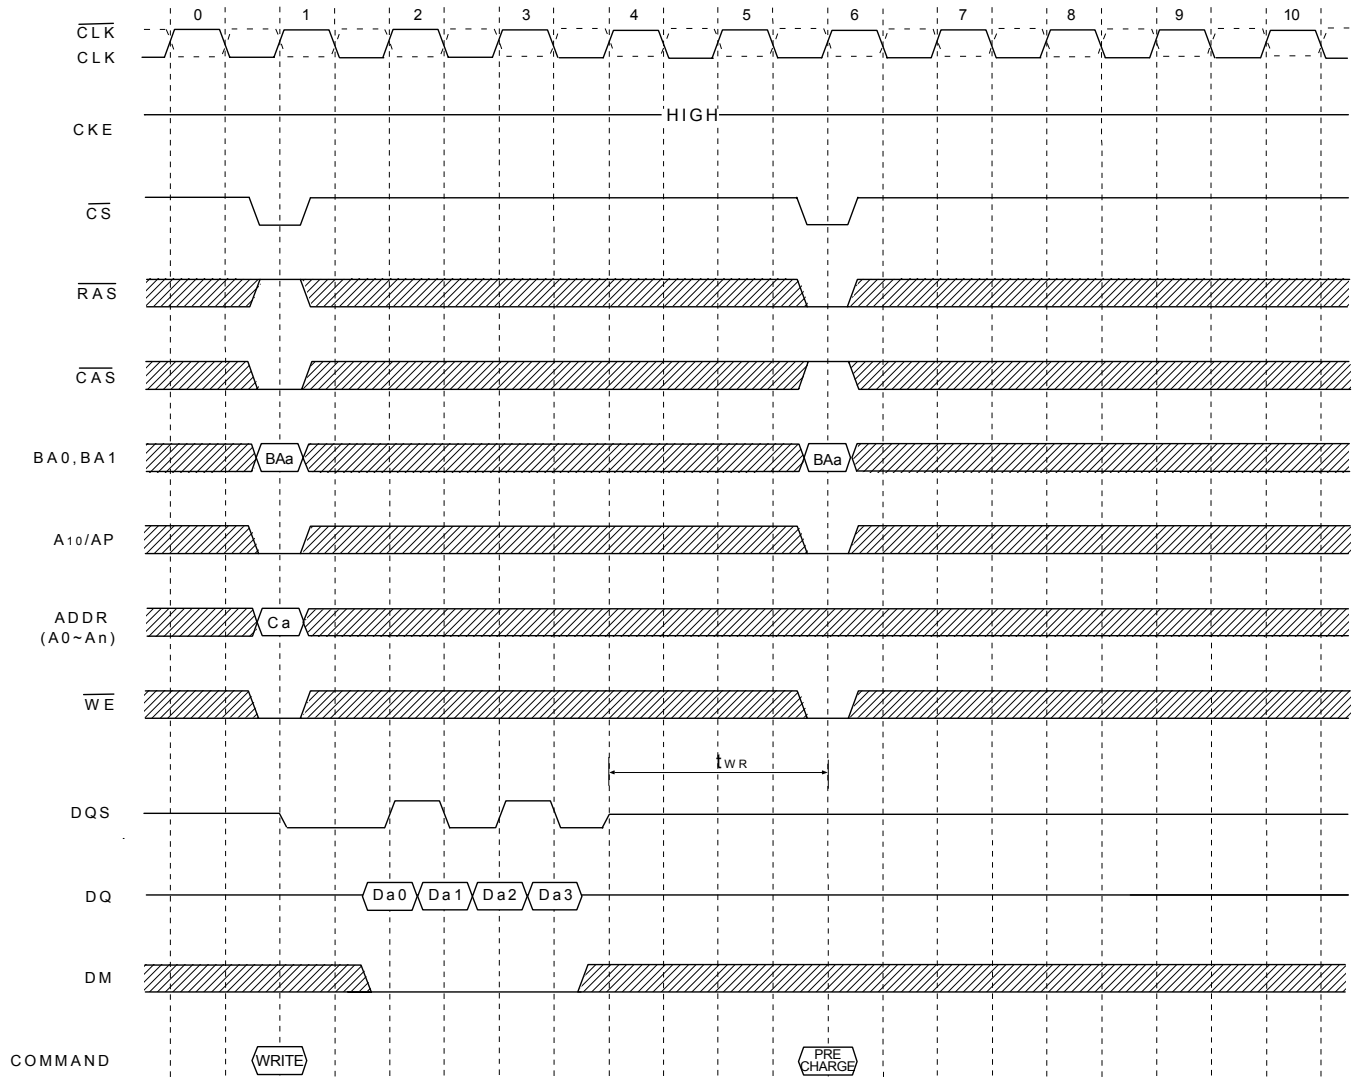 0 1 2 3 4 5 6 7 8 9 10
CLK
CLK
CKE
HIGH
CS
RAS
CAS
BA0,BA1
BAa
BAa
A10/AP
ADDR
(A0~An)
Ca
WE
tWR
DQS
DQ
Da0 Da1 Da2 Da3
DM
COMMAND
WRITE
PRE
CHARGE